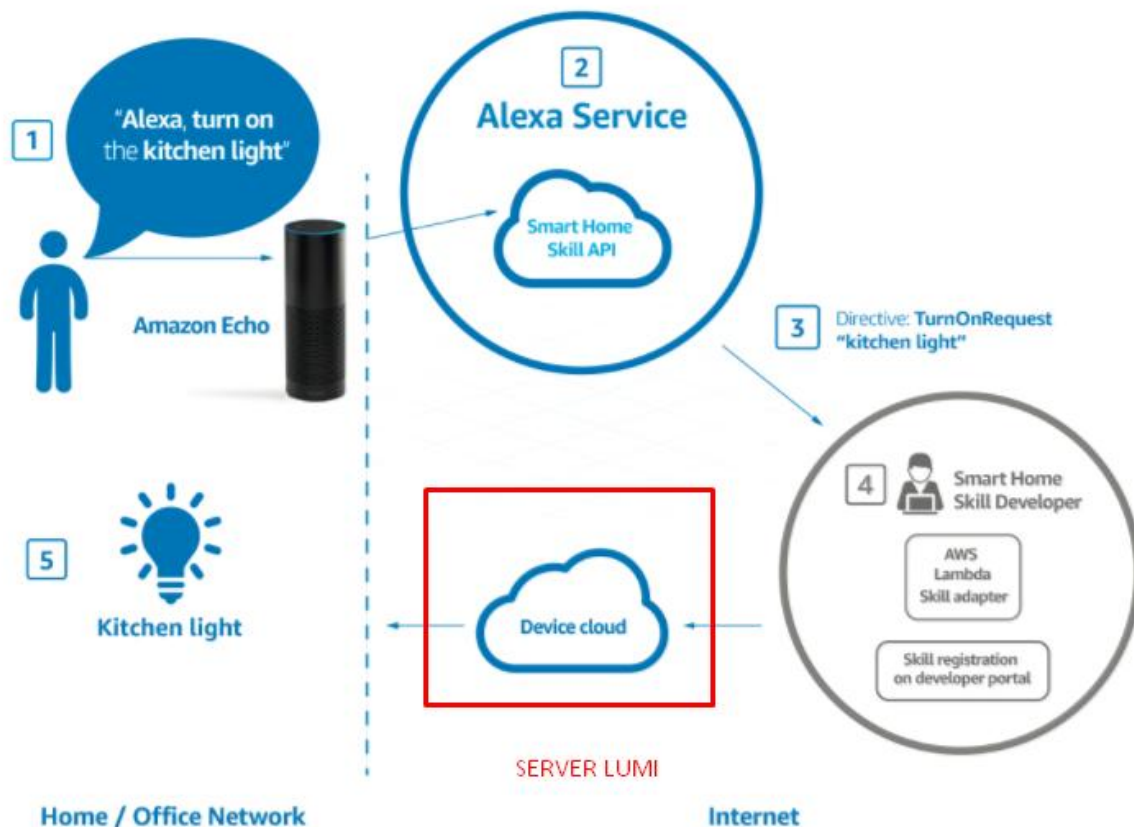 1
"Alexa, turn on
the kitchen light"
Amazon Echo
2
Alexa Service
Smart Home
Skill API
3
Directive: TurnOnRequest
"kitchen light"
4
Smart Home
Skill Developer
AWS
Lambda
Skill adapter
Skill registration
on developer portal
Device cloud
SERVER LUMI
5
Kitchen light
Home / Office Network
Internet